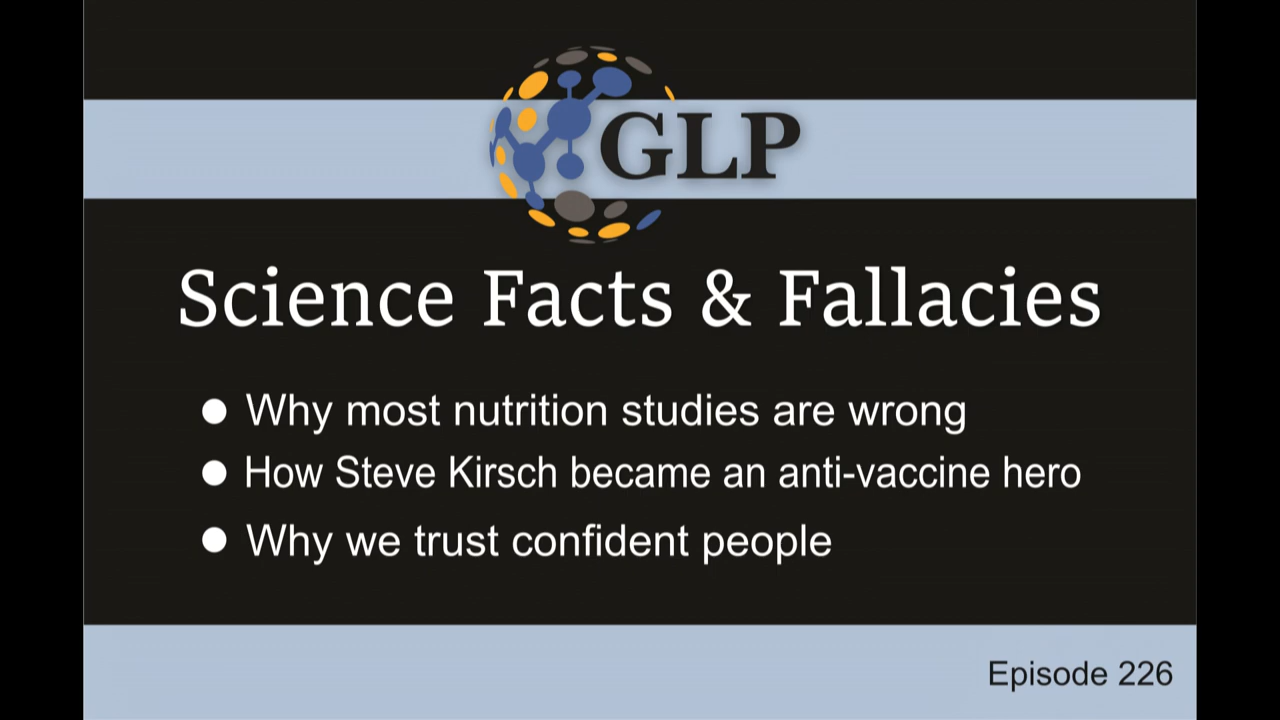 GLP
Science Facts & Fallacies
● Why most nutrition studies are wrong
● How Steve Kirsch became an anti-vaccine hero
● Why we trust confident people
Episode 226